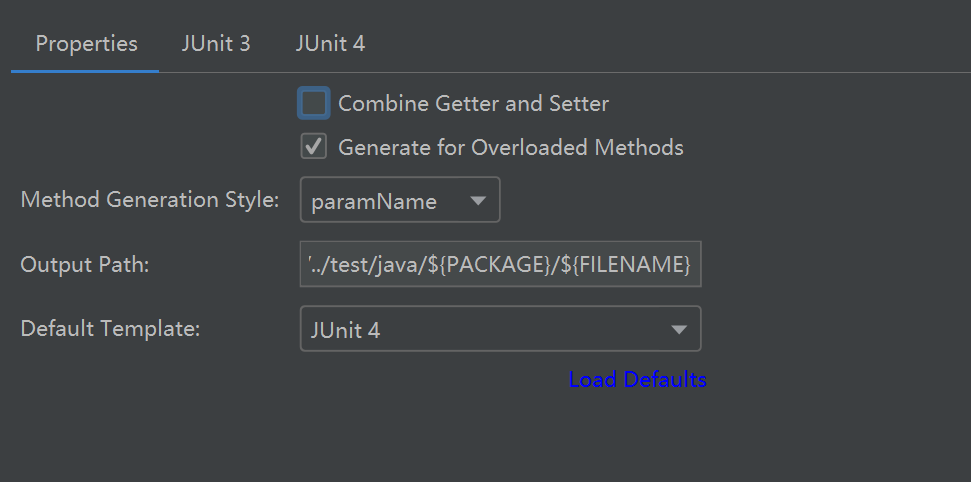 Properties JUnit 3 JUnit 4
Combine Getter and Setter
Generate for Overloaded Methods
Method Generation Style: paramName
Output Path: /../test/java/${PACKAGE}/${FILENAME}
Default Template: JUnit 4
Load Defaults